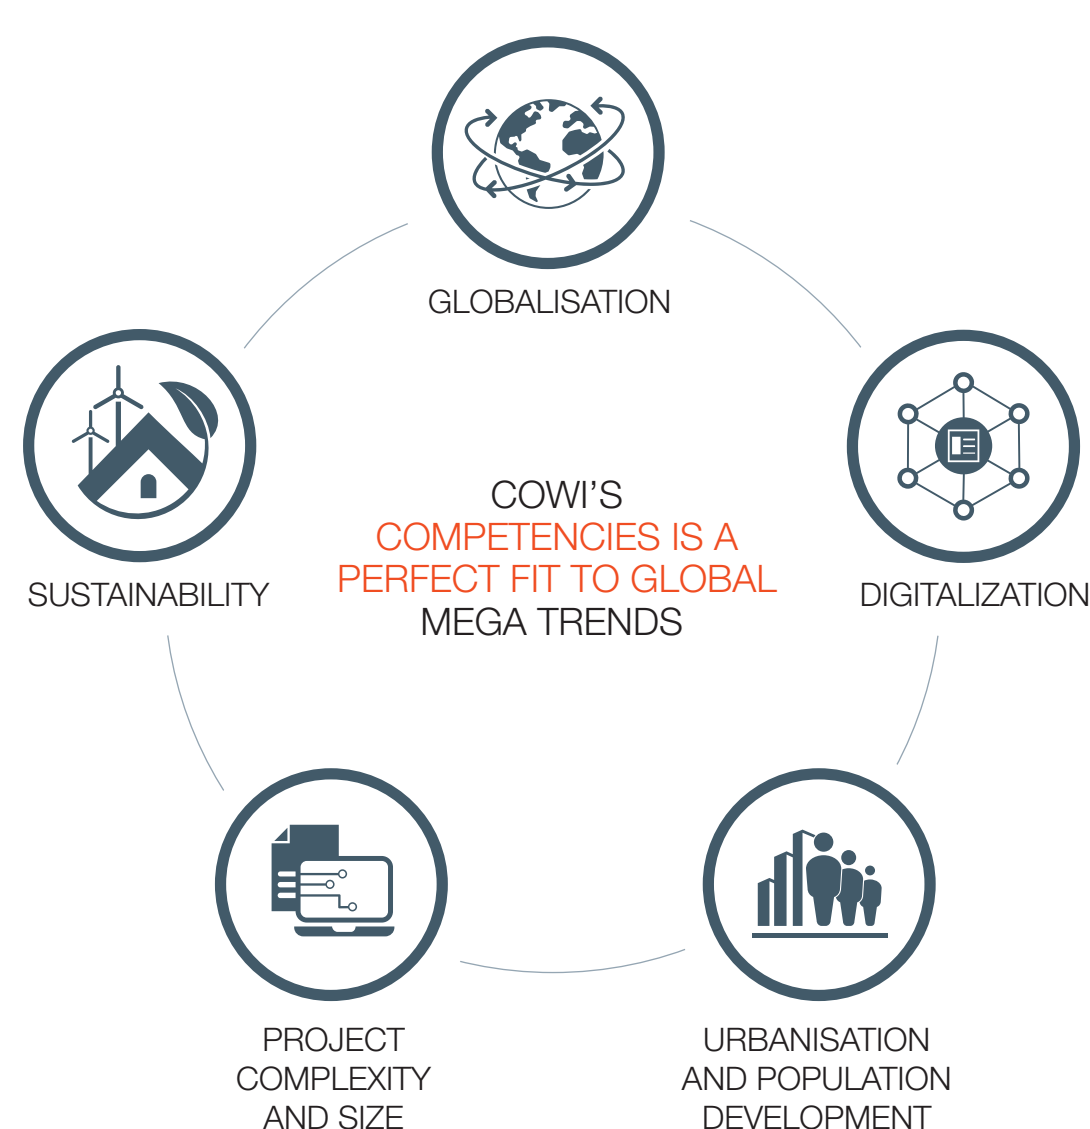 GLOBALISATION
SUSTAINABILITY
COWI’S
COMPETENCIES IS A
PERFECT FIT TO GLOBAL
MEGA TRENDS
DIGITALIZATION
PROJECT
COMPLEXITY
AND SIZE
URBANISATION
AND POPULATION
DEVELOPMENT